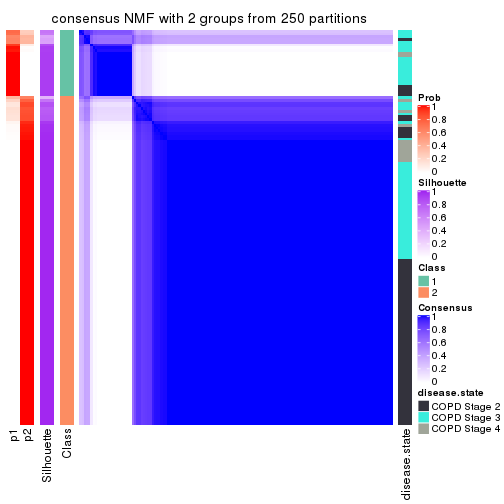 consensus NMF with 2 groups from 250 partitions
Prob
1
0.8
0.6
0.4
0.2
0
Silhouette
1
0.8
0.6
0.4
0.2
0
Class
1
2
Consensus
1
0.8
0.6
0.4
0.2
0
disease.state
COPD Stage 2
COPD Stage 3
COPD Stage 4
p1
p2
Silhouette
Class
disease.state